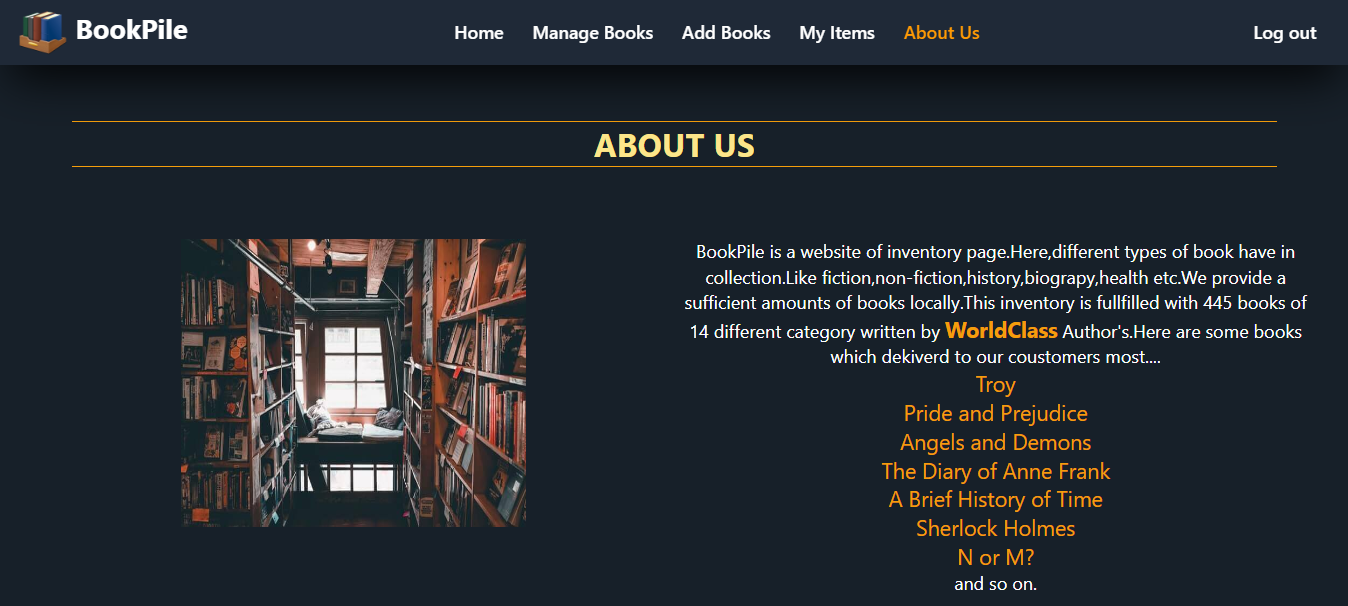 BookPile
Home Manage Books Add Books My Items About Us Log out
ABOUT US
BookPile is a website of inventory page.Here,different types of book have in
collection.Like fiction,non-fiction,history,biograpy,health etc.We provide a
sufficient amounts of books locally.This inventory is fullfilled with 445 books of
14 different category written by WorldClass Author's.Here are some books
which dekiverd to our coustomers most....
Troy
Pride and Prejudice
Angels and Demons
The Diary of Anne Frank
A Brief History of Time
Sherlock Holmes
N or M?
and so on.